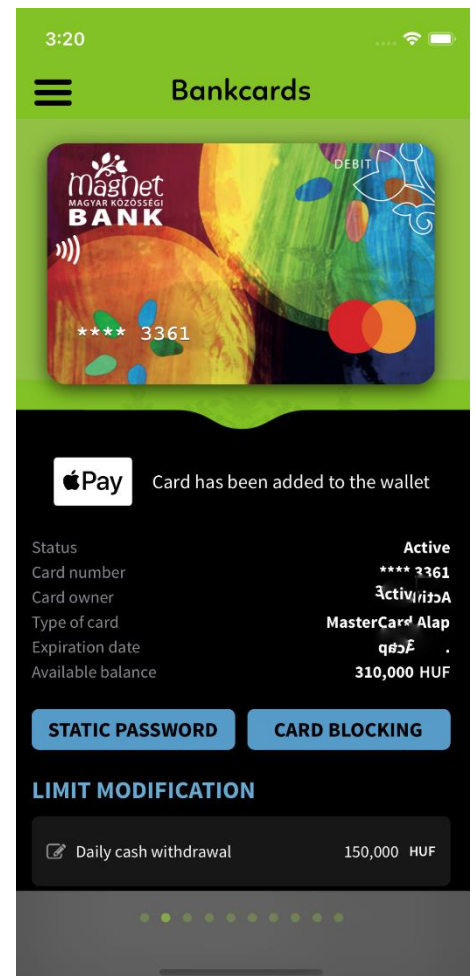 3:20
Bankcards
magnet
MAGYAR KÖZÖSSÉGI
BANK
DEBIT
**** 3361
Pay Card has been added to the wallet
Status Active
Card number **** 3361
Card owner
Type of card MasterCard Alap
Expiration date
Available balance 310,000 HUF
STATIC PASSWORD CARD BLOCKING
LIMIT MODIFICATION
Daily cash withdrawal 150,000 HUF